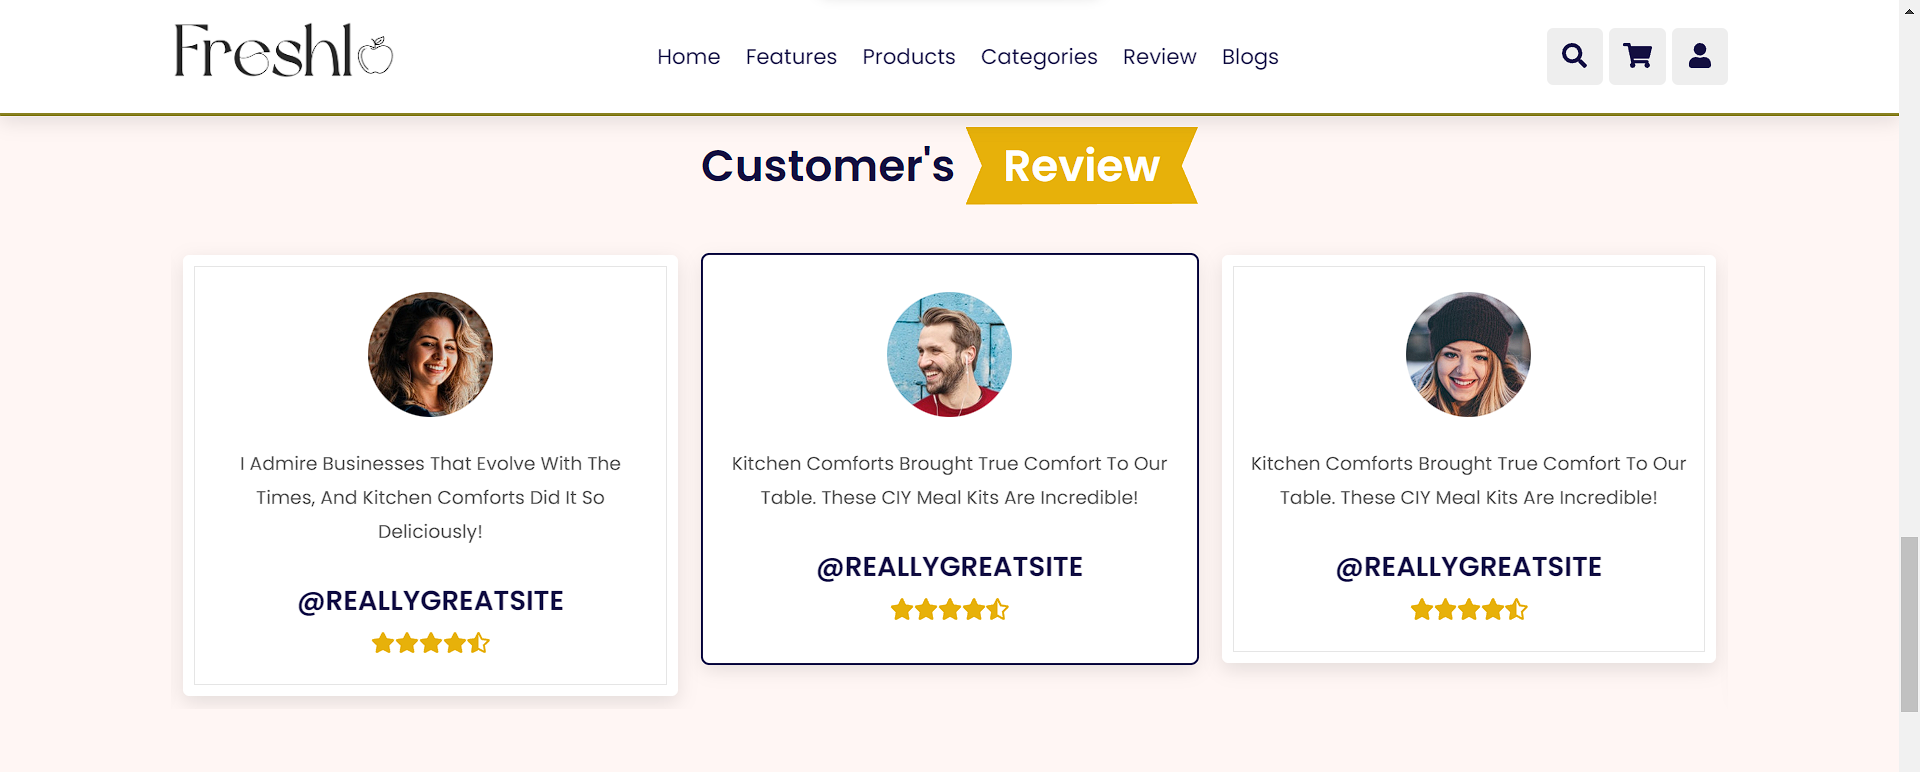 Freshlo
Home Features Products Categories Review Blogs
Customer's Review
I Admire Businesses That Evolve With The
Times, And Kitchen Comforts Did It So
Deliciously!
@REALLYGREATSITE
Kitchen Comforts Brought True Comfort To Our
Table. These CIY Meal Kits Are Incredible!
@REALLYGREATSITE
Kitchen Comforts Brought True Comfort To Our
Table. These CIY Meal Kits Are Incredible!
@REALLYGREATSITE